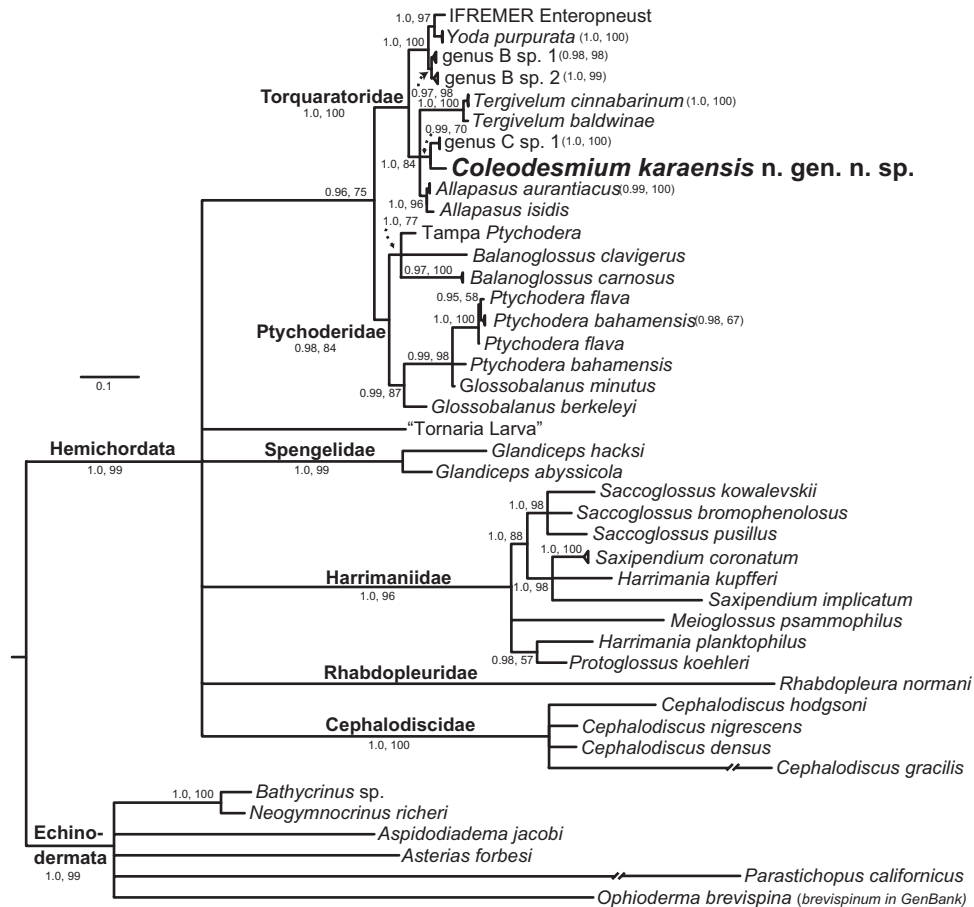 1.0, 97
IFREMER Enteropneust
1.0, 100
Yoda purpurata (1.0, 100)
genus B sp. 1 (0.98, 98)
genus B sp. 2 (1.0, 99)
0.97, 98
Torquaratoridae
1.0, 100
1.0, 100
Tergivelum cinnabarinum (1.0, 100)
Tergivelum baldwinae
0.99, 70
genus C sp. 1 (1.0, 100)
1.0, 84
Coleodesmium karaensis n. gen. n. sp.
Allapasus aurantiacus (0.99, 100)
1.0, 96
Allapasus isidis
0.96, 75
1.0, 77
Tampa Ptychodera
Balanoglossus clavigerus
0.97, 100
Balanoglossus carnosus
0.95, 58
Ptychodera flava
1.0, 100
Ptychodera bahamensis (0.98, 67)
Ptychoderidae
0.98, 84
Ptychodera flava
0.99, 98
Ptychodera bahamensis
Glossobalanus minutus
0.99, 87
Glossobalanus berkeleyi
0.1
"Tornaria Larva"
Hemichordata
1.0, 99
Spengelidae
1.0, 99
Glandiceps hacksi
Glandiceps abyssicola
Saccoglossus kowalevskii
1.0, 98
Saccoglossus bromophenolosus
1.0, 88
Saccoglossus pusillus
1.0, 100
Saxipendium coronatum
Harrimaniidae
1.0, 96
1.0, 98
Harrimania kupfferi
Saxipendium implicatum
Meioglossus psammophilus
Harrimania planktophilus
0.98, 57
Protoglossus koehleri
Rhabdopleuridae
Rhabdopleura normani
Cephalodiscidae
1.0, 100
Cephalodiscus hodgsoni
Cephalodiscus nigrescens
Cephalodiscus densus
Cephalodiscus gracilis
1.0, 100
Bathycrinus sp.
Neogymnocrinus richeri
Echino-
dermata
1.0, 99
Aspidodiadema jacobi
Asterias forbesi
Parastichopus californicus
Ophioderma brevispina (brevispinum in GenBank)